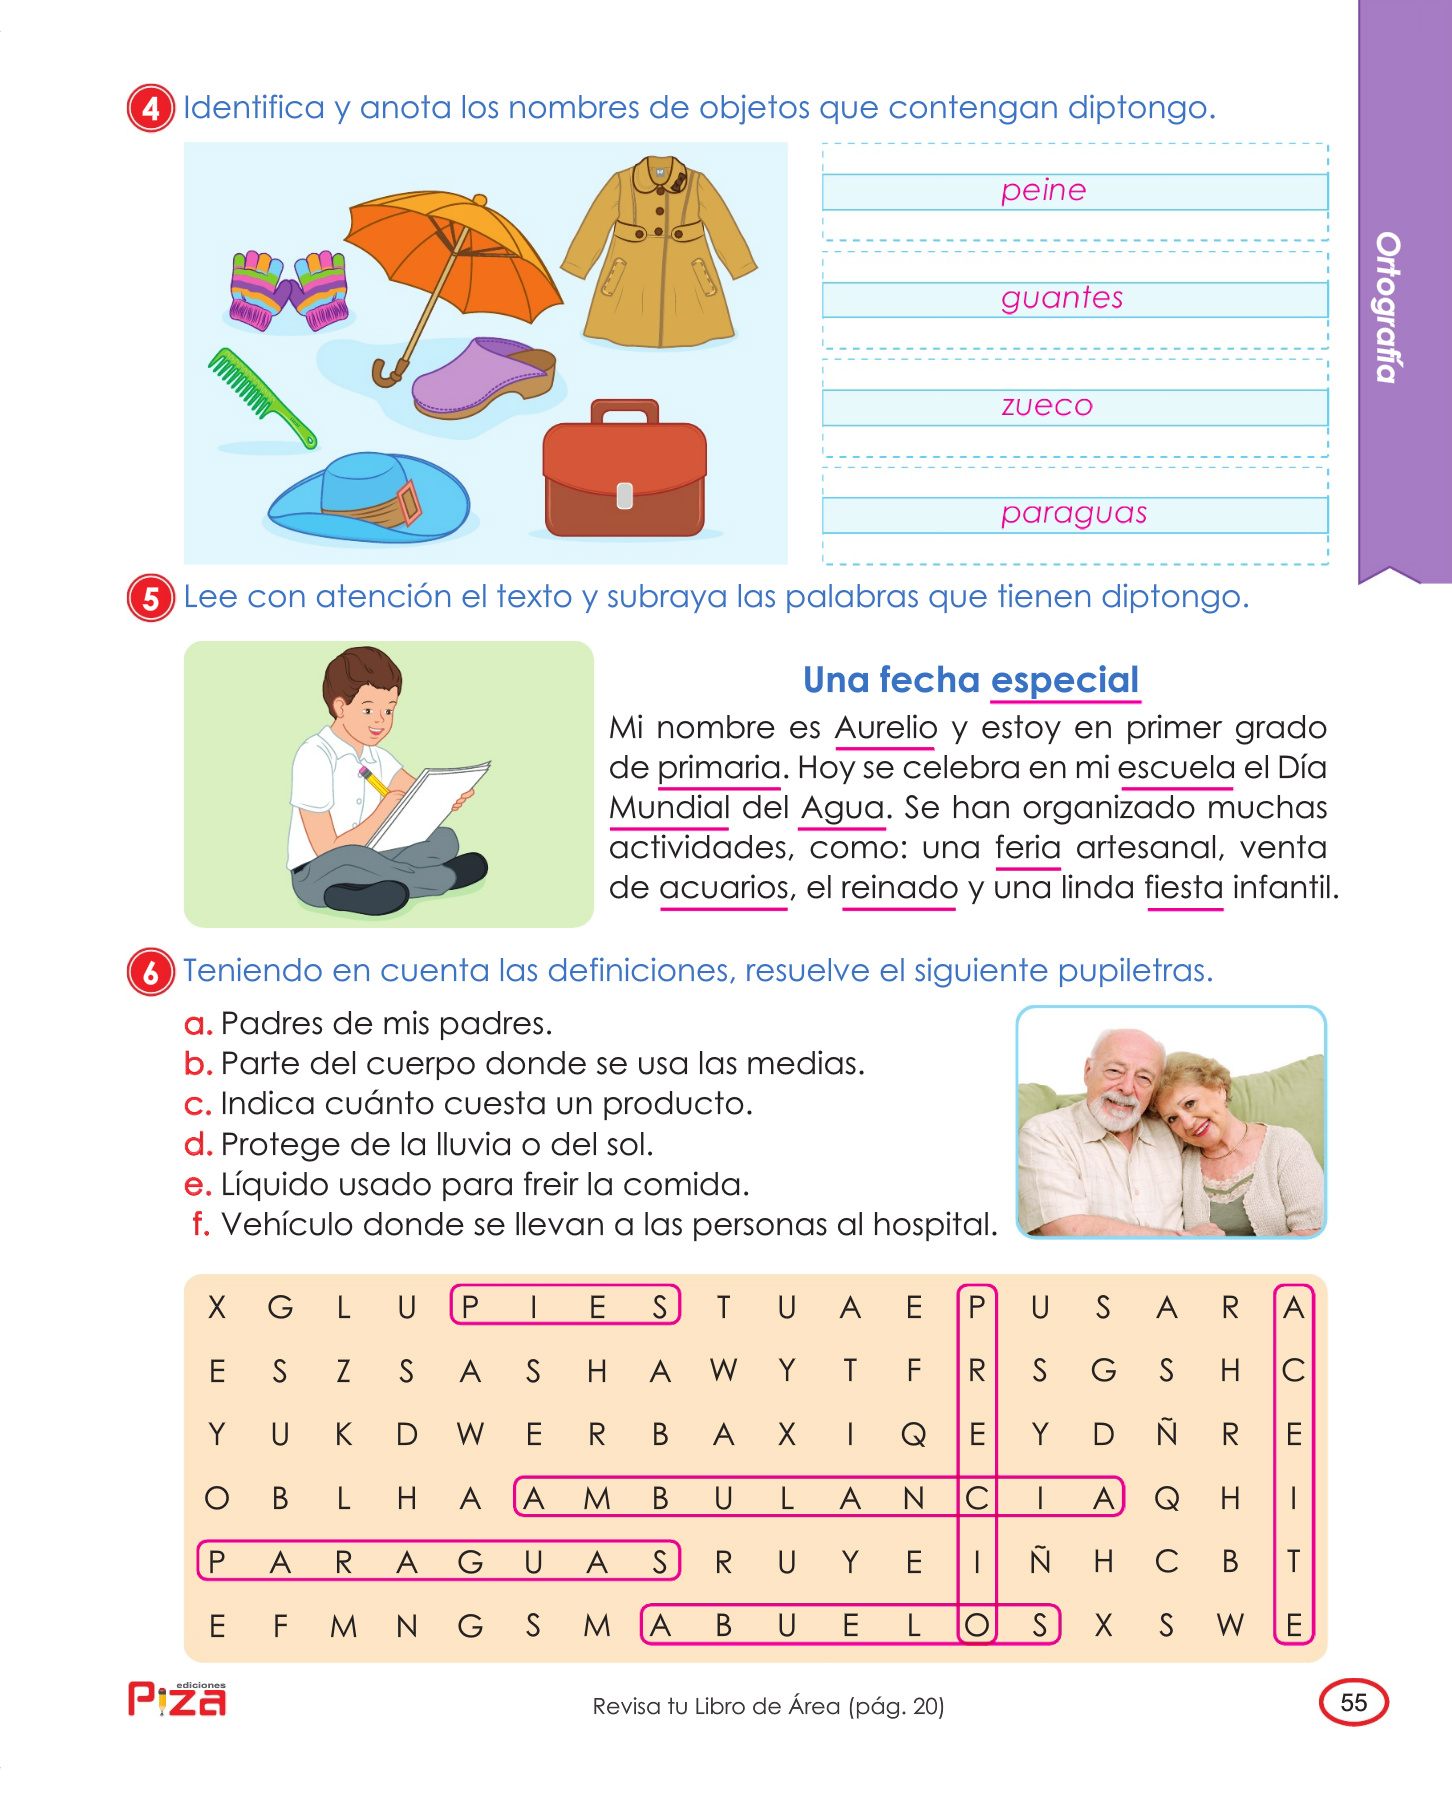 4 Identifica y anota los nombres de objetos que contengan diptongo.
peine
guantes
zueco
paraguas
Ortografía
5 Lee con atención el texto y subraya las palabras que tienen diptongo.
Una fecha especial
Mi nombre es Aurelio y estoy en primer grado
de primaria. Hoy se celebra en mi escuela el Día
Mundial del Agua. Se han organizado muchas
actividades, como: una feria artesanal, venta
de acuarios, el reinado y una linda fiesta infantil.
6 Teniendo en cuenta las definiciones, resuelve el siguiente pupiletras.
a. Padres de mis padres.
b. Parte del cuerpo donde se usa las medias.
c. Indica cuánto cuesta un producto.
d. Protege de la lluvia o del sol.
e. Líquido usado para freir la comida.
f. Vehículo donde se llevan a las personas al hospital.
X G L U P I E S T U A E P U S A R A
E S Z S A S H A W Y T F R S G S H C
Y U K D W E R B A X I Q E Y D Ñ R E
O B L H A A M B U L A N C I A Q H I
P A R A G U A S R U Y E I Ñ H C B T
E F M N G S M A B U E L O S X S W E
ediciones
Piza
Revisa tu Libro de Área (pág. 20)
55